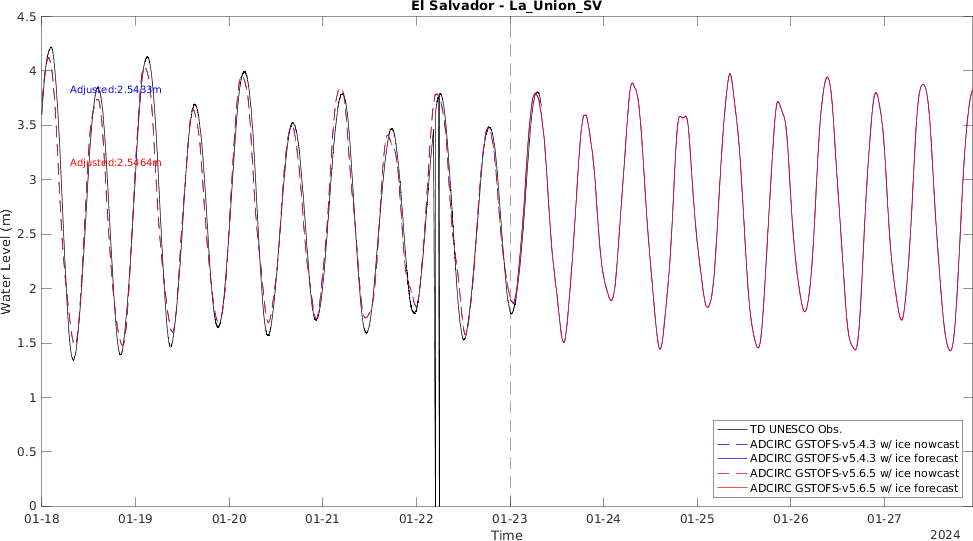 El Salvador - La_Union_SV
4.5
4
3.5
3
2.5
2
1.5
1
0.5
0
Water Level (m)
Adjusted:2.5433m
Adjusted:2.5464m
TD UNESCO Obs.
ADCIRC GSTOFS-v5.4.3 w/ ice nowcast
ADCIRC GSTOFS-v5.4.3 w/ ice forecast
ADCIRC GSTOFS-v5.6.5 w/ ice nowcast
ADCIRC GSTOFS-v5.6.5 w/ ice forecast
01-18 01-19 01-20 01-21 01-22 01-23 01-24 01-25 01-26 01-27
Time
2024